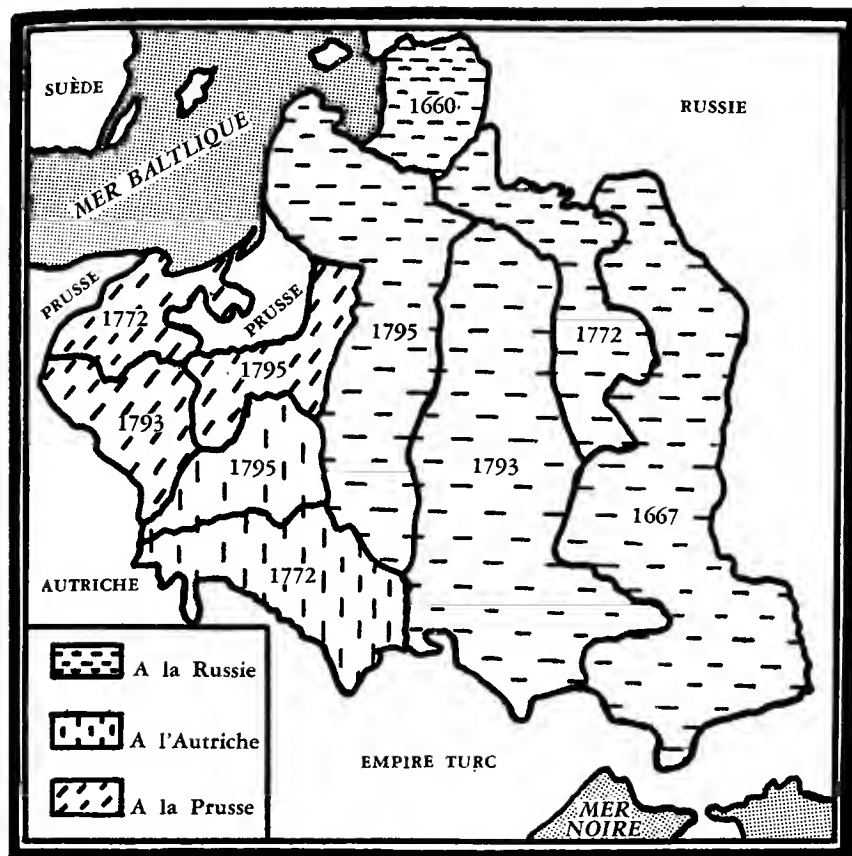 SUÈDE
1660
RUSSIE
MER BALTLIQUE
PRUSSE
1772
PRUSSE
1795
1772
1795
1793
1795
1793
1667
1772
AUTRICHE
A la Russie
A l'Autriche
A la Prusse
EMPIRE TURC
MER
NOIRE